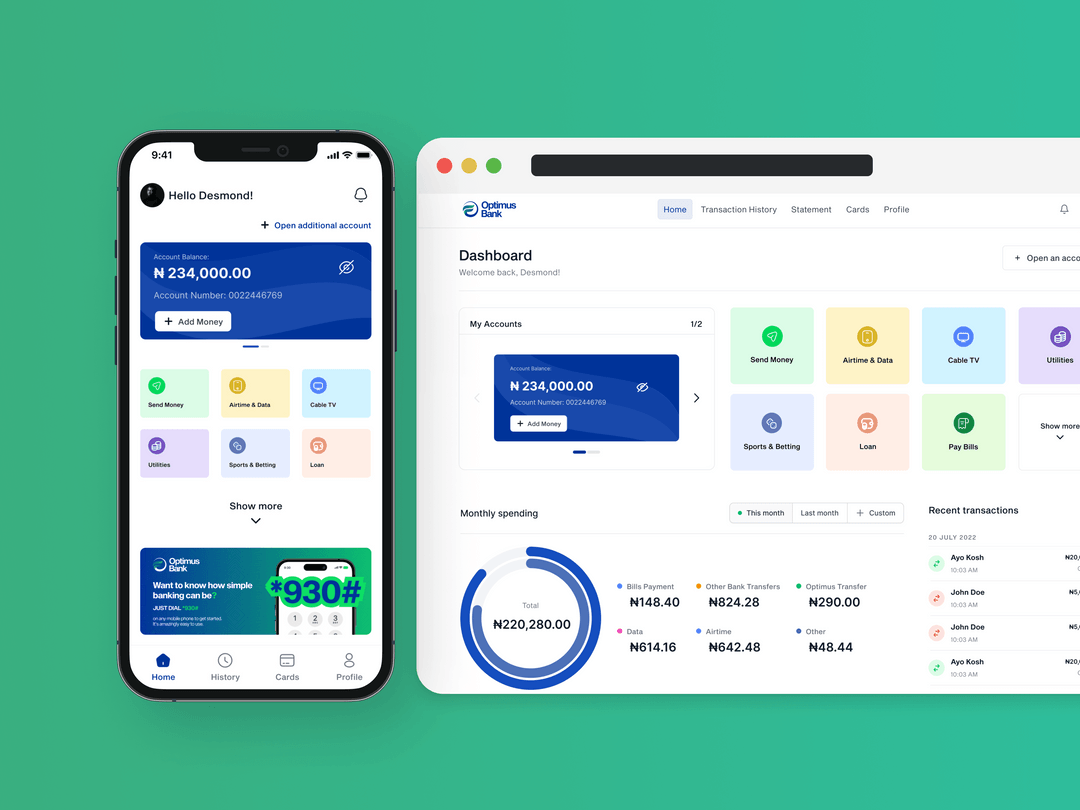 9:41
Hello Desmond!
+ Open additional account
Account Balance:
₦ 234,000.00
Account Number: 0022446769
+ Add Money
Send Money
Airtime & Data
Cable TV
Utilities
Sports & Betting
Loan
Show more
Optimus
Bank
Want to know how simple
banking can be?
JUST DIAL *930#
on any mobile phone to get started.
It's amazingly easy to use.
*930#
1 2 3
Home
History
Cards
Profile
Optimus
Bank
Home
Transaction History
Statement
Cards
Profile
Dashboard
Welcome back, Desmond!
+ Open an acco
My Accounts
1/2
Account Balance:
₦ 234,000.00
Account Number: 0022446769
+ Add Money
Send Money
Airtime & Data
Cable TV
Utilities
Sports & Betting
Loan
Pay Bills
Show more
Monthly spending
This month
Last month
+ Custom
Total
₦220,280.00
Bills Payment
₦148.40
Other Bank Transfers
₦824.28
Optimus Transfer
₦290.00
Data
₦614.16
Airtime
₦642.48
Other
₦48.44
Recent transactions
20 JULY 2022
Ayo Kosh
₦20,
10:03 AM
John Doe
₦5,
10:03 AM
John Doe
₦5,
10:03 AM
Ayo Kosh
₦20,
10:03 AM